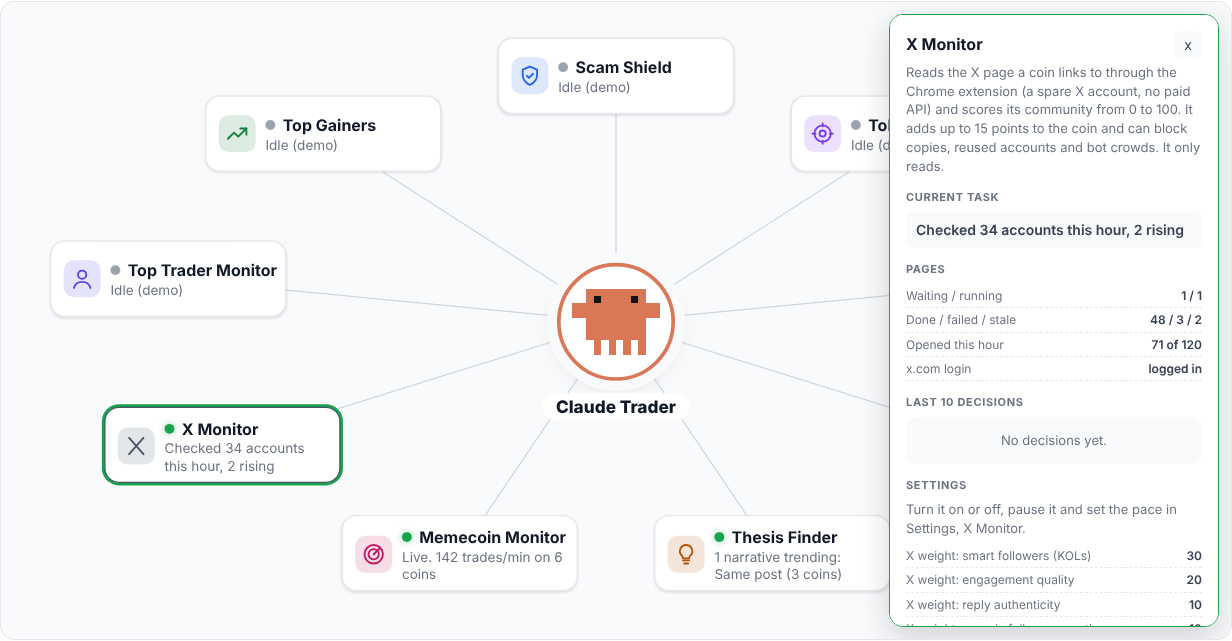 Scam Shield
Idle (demo)
Top Gainers
Idle (demo)
Idle (d
Top Trader Monitor
Idle (demo)
Claude Trader
X Monitor
Checked 34 accounts
this hour, 2 rising
Memecoin Monitor
Live. 142 trades/min on 6
coins
Thesis Finder
1 narrative trending:
Same post (3 coins)
X Monitor
x
Reads the X page a coin links to through the
Chrome extension (a spare X account, no paid
API) and scores its community from 0 to 100. It
adds up to 15 points to the coin and can block
copies, reused accounts and bot crowds. It only
reads.
CURRENT TASK
Checked 34 accounts this hour, 2 rising
PAGES
Waiting / running 1 / 1
Done / failed / stale 48 / 3 / 2
Opened this hour 71 of 120
x.com login logged in
LAST 10 DECISIONS
No decisions yet.
SETTINGS
Turn it on or off, pause it and set the pace in
Settings, X Monitor.
X weight: smart followers (KOLs) 30
X weight: engagement quality 20
X weight: reply authenticity 10